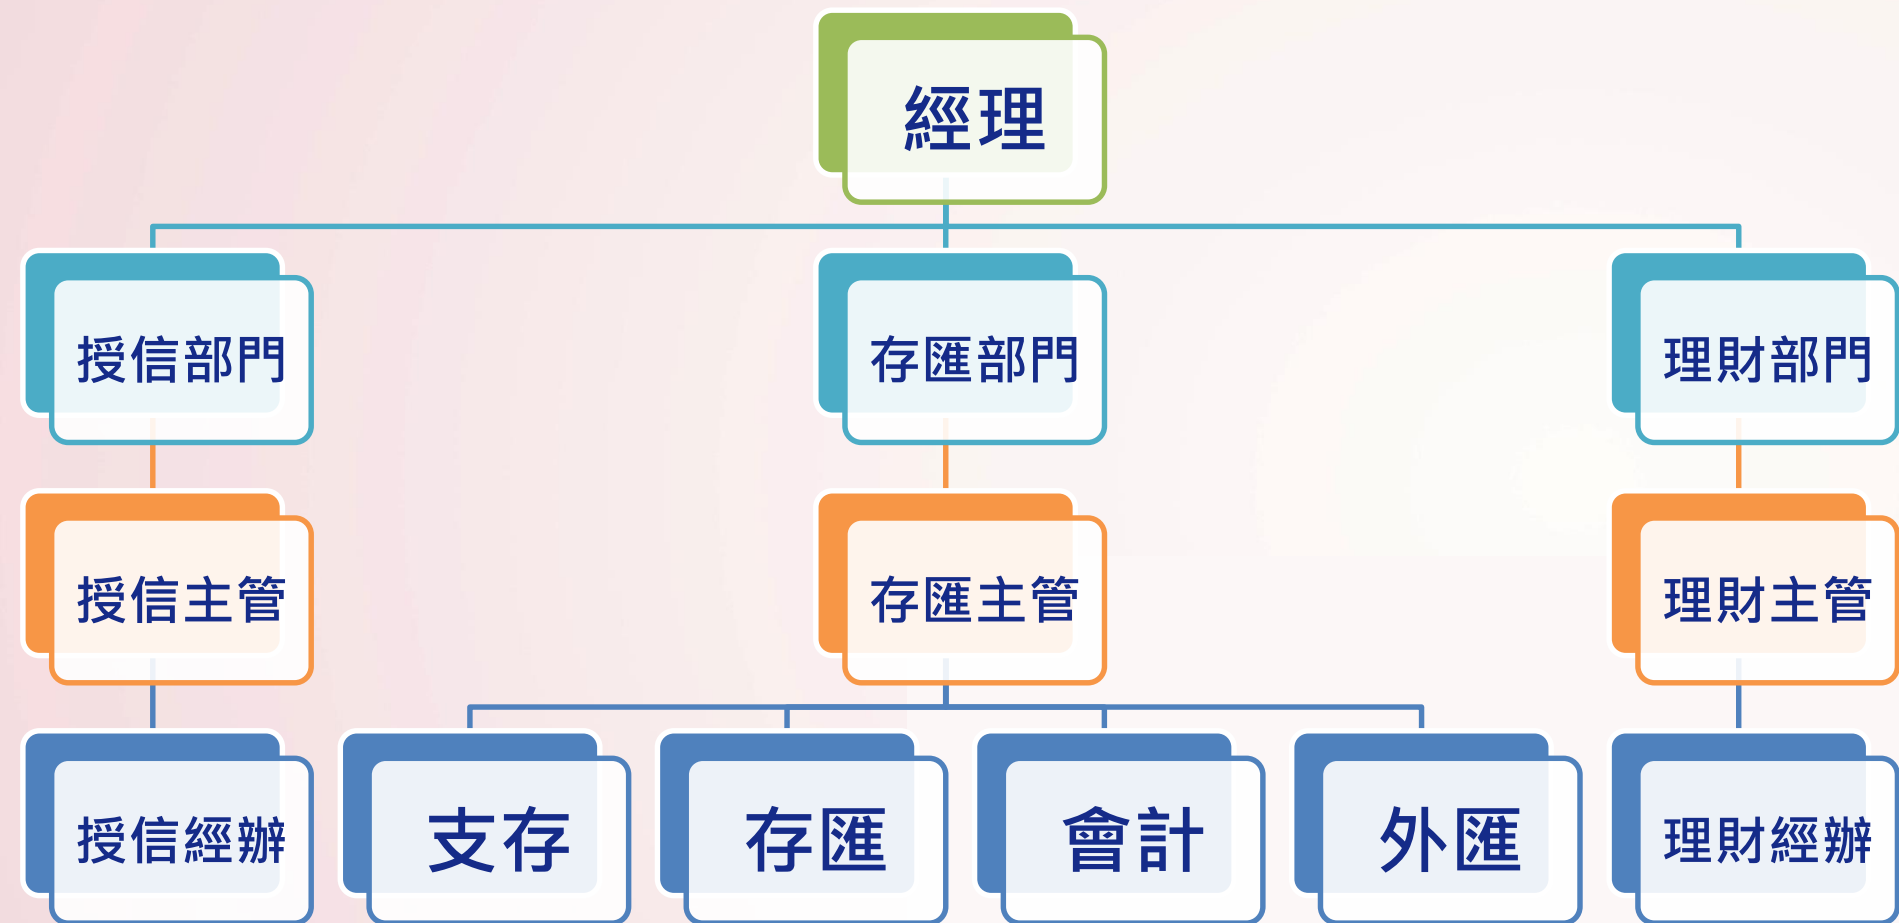 經理
授信部門
存匯部門
理財部門
授信主管
存匯主管
理財主管
授信經辦
支存
存匯
會計
外匯
理財經辦